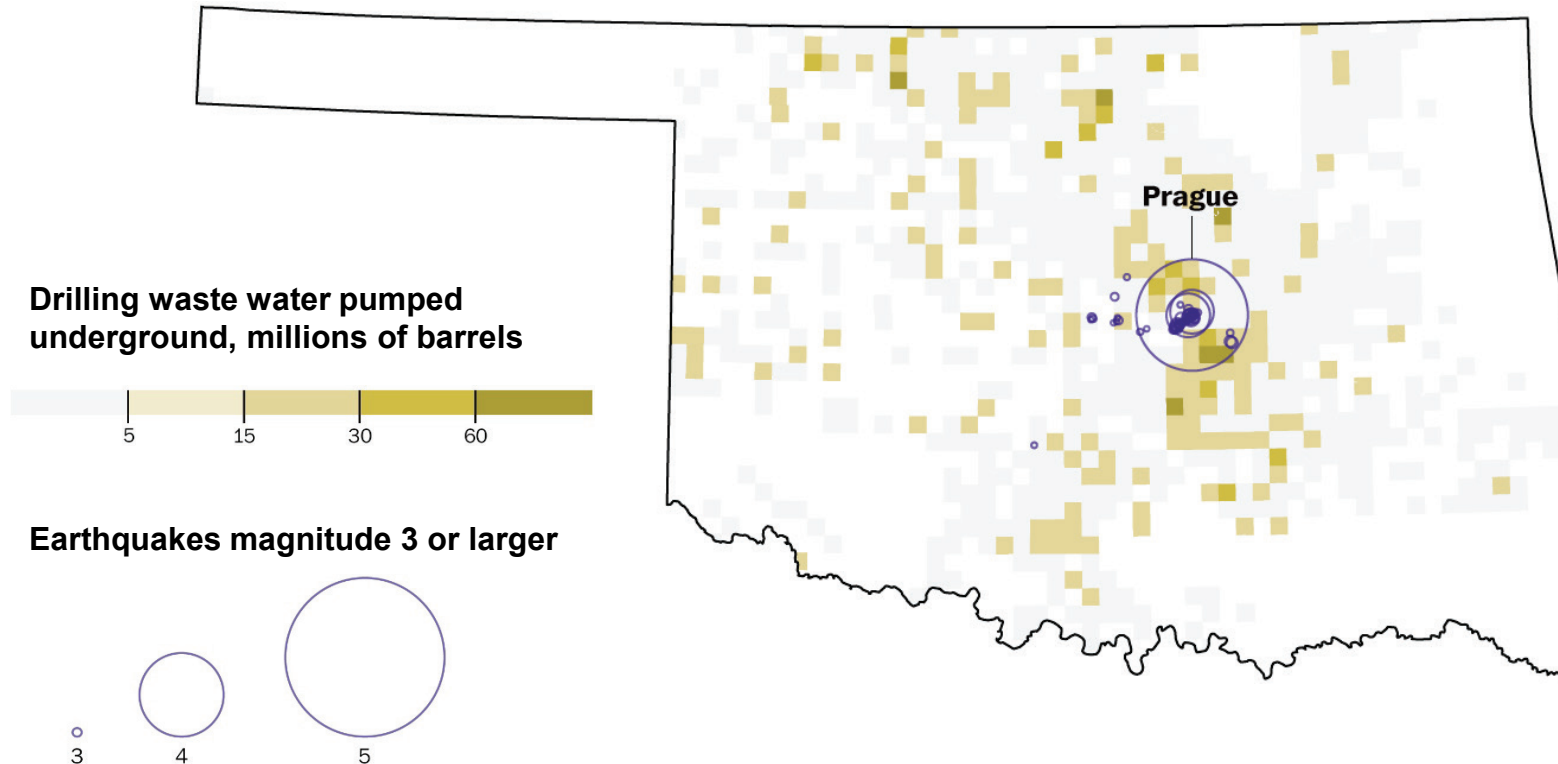 Prague
Drilling waste water pumped
underground, millions of barrels
5 15 30 60
Earthquakes magnitude 3 or larger
3 4 5